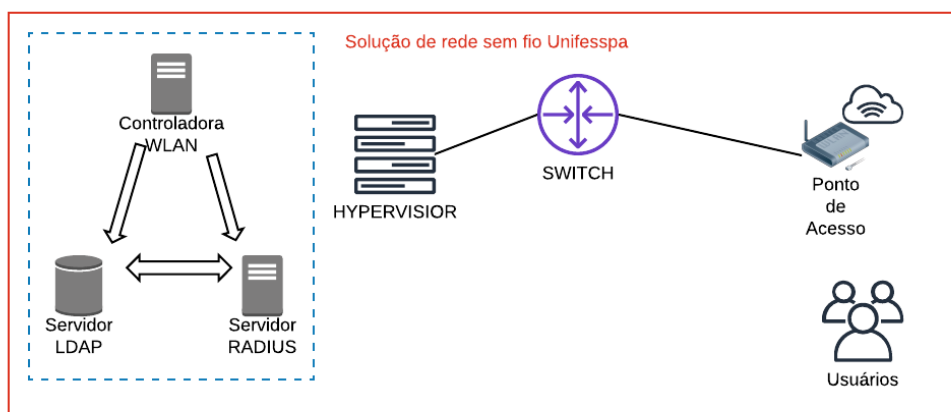 Solução de rede sem fio Unifesspa
Controladora
WLAN
Servidor
LDAP
Servidor
RADIUS
HYPERVISIOR
SWITCH
Ponto
de
Acesso
Usuários